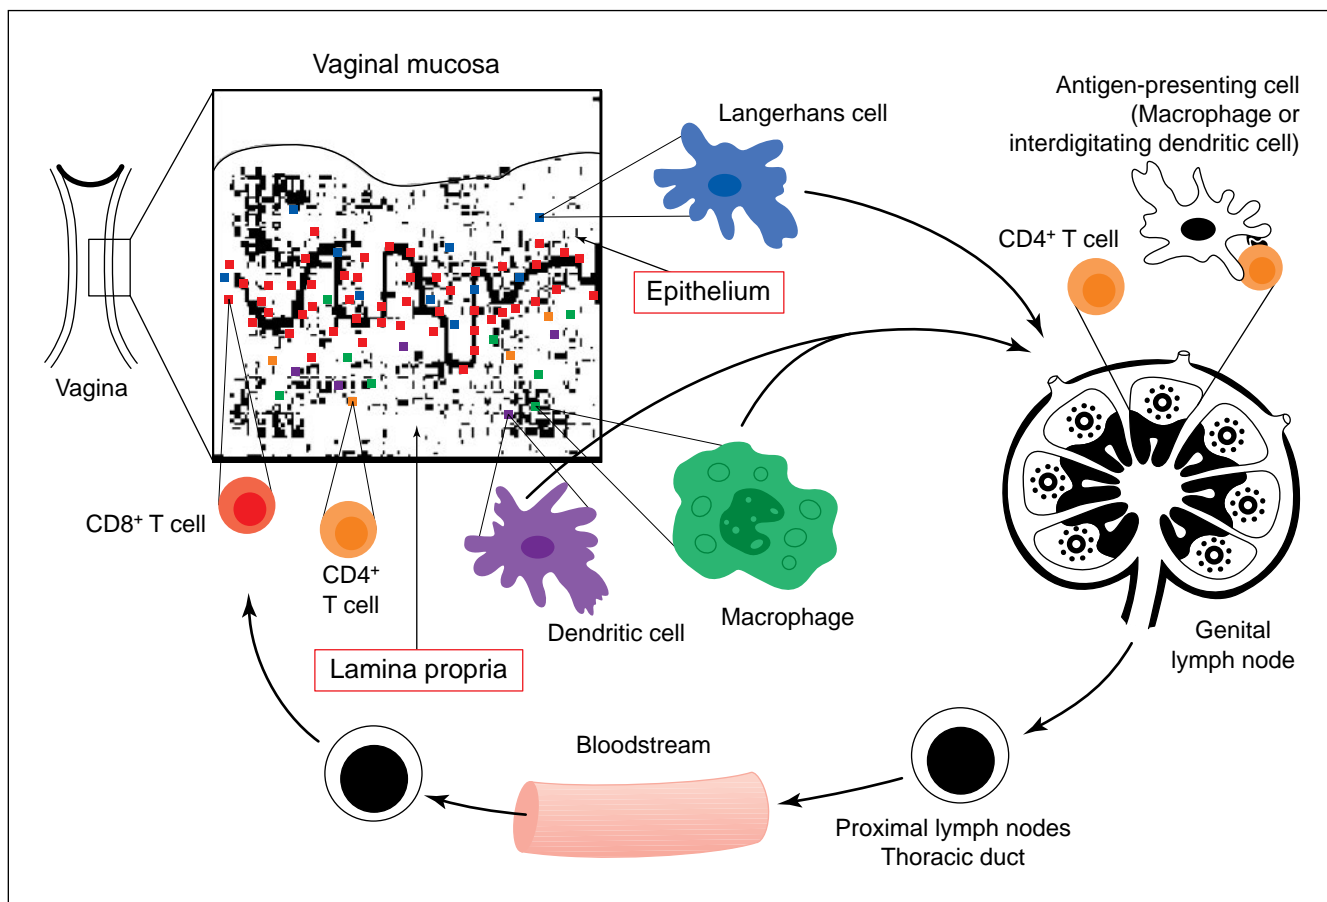 Vaginal mucosa
Vagina
Langerhans cell
Epithelium
Antigen-presenting cell
(Macrophage or
interdigitating dendritic cell)
CD4⁺ T cell
CD8⁺ T cell
CD4⁺
T cell
Dendritic cell
Macrophage
Lamina propria
Genital
lymph node
Bloodstream
Proximal lymph nodes
Thoracic duct